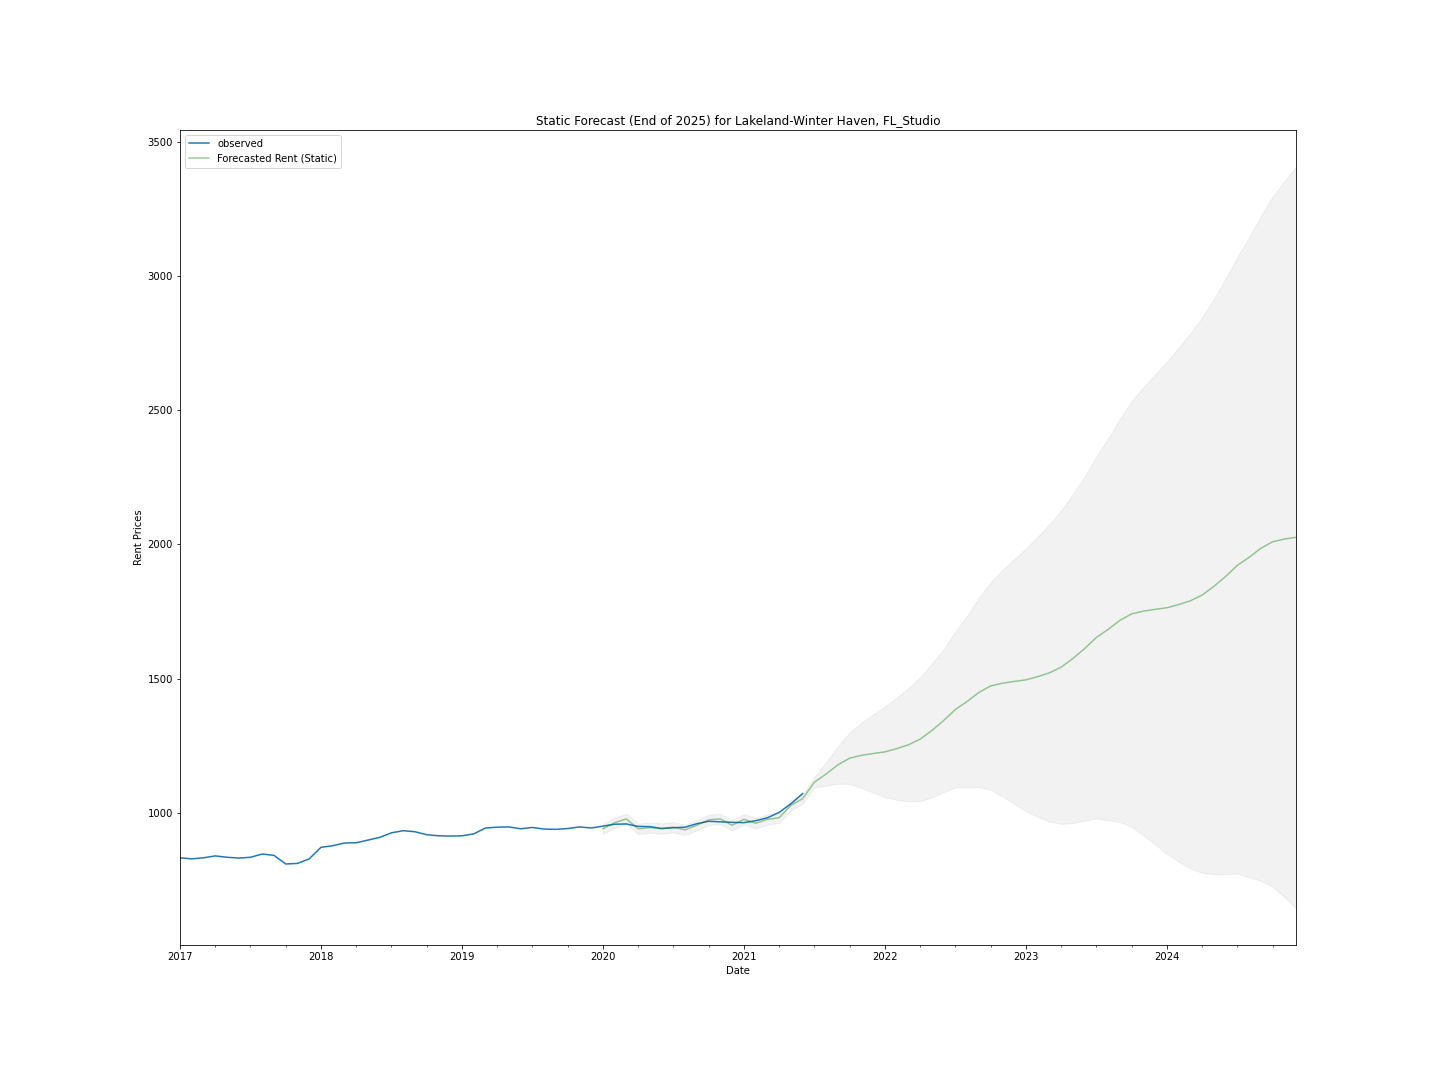 Static Forecast (End of 2025) for Lakeland-Winter Haven, FL_Studio
observed
Forecasted Rent (Static)
3500
3000
2500
2000
1500
1000
Rent Prices
2017 2018 2019 2020 2021 2022 2023 2024
Date